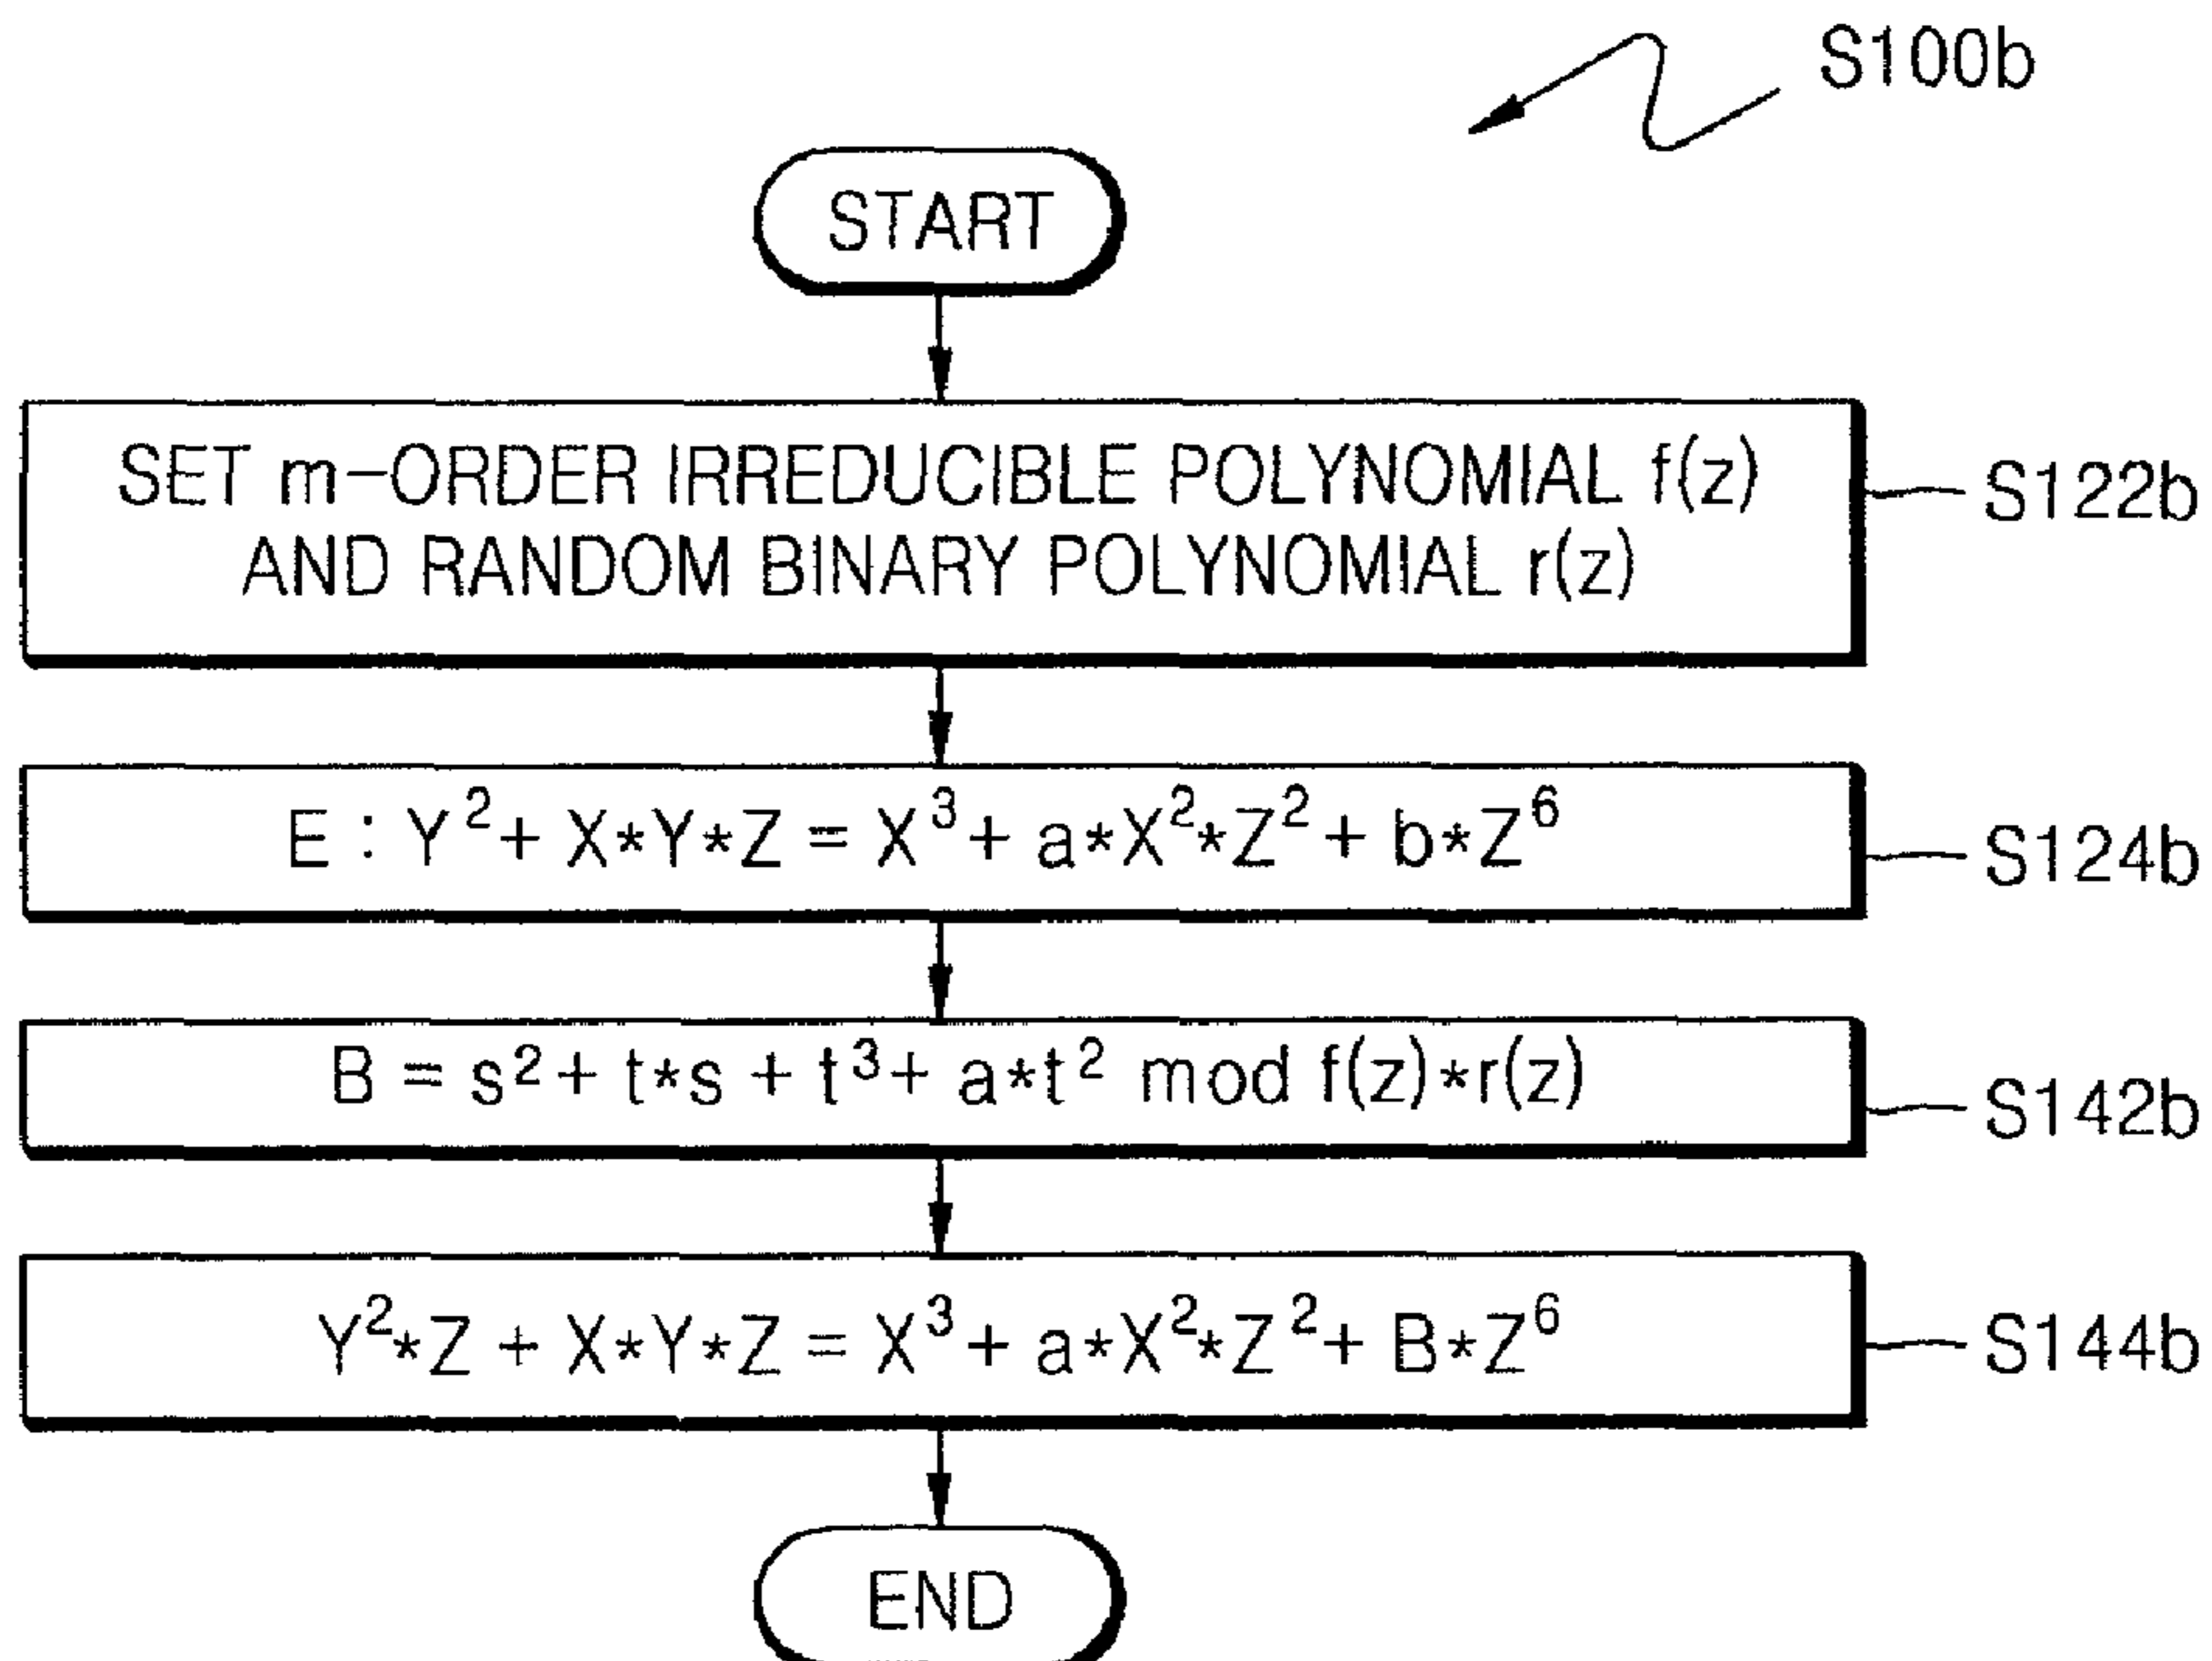 S100b
START
SET m-ORDER IRREDUCIBLE POLYNOMIAL f(z)
AND RANDOM BINARY POLYNOMIAL r(z)
S122b
E : Y² + X*Y*Z = X³ + a*X²*Z² + b*Z⁶
S124b
B = s² + t*s + t³ + a*t² mod f(z)*r(z)
S142b
Y²*Z + X*Y*Z = X³ + a*X²*Z² + B*Z⁶
S144b
END